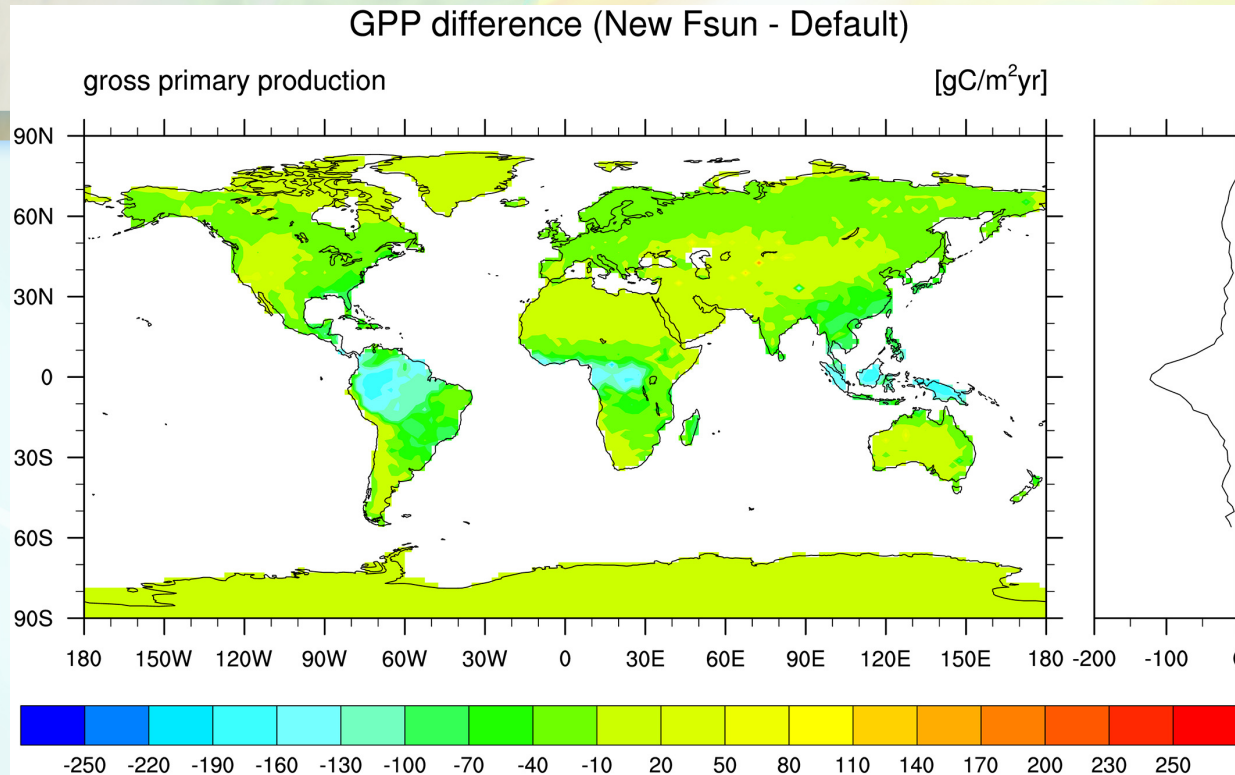 GPP difference (New Fsun - Default)
gross primary production [gC/m²yr]
90N
60N
30N
0
30S
60S
90S
180 150W 120W 90W 60W 30W 0 30E 60E 90E 120E 150E 180 -200 -100 0
-250 -220 -190 -160 -130 -100 -70 -40 -10 20 50 80 110 140 170 200 230 250